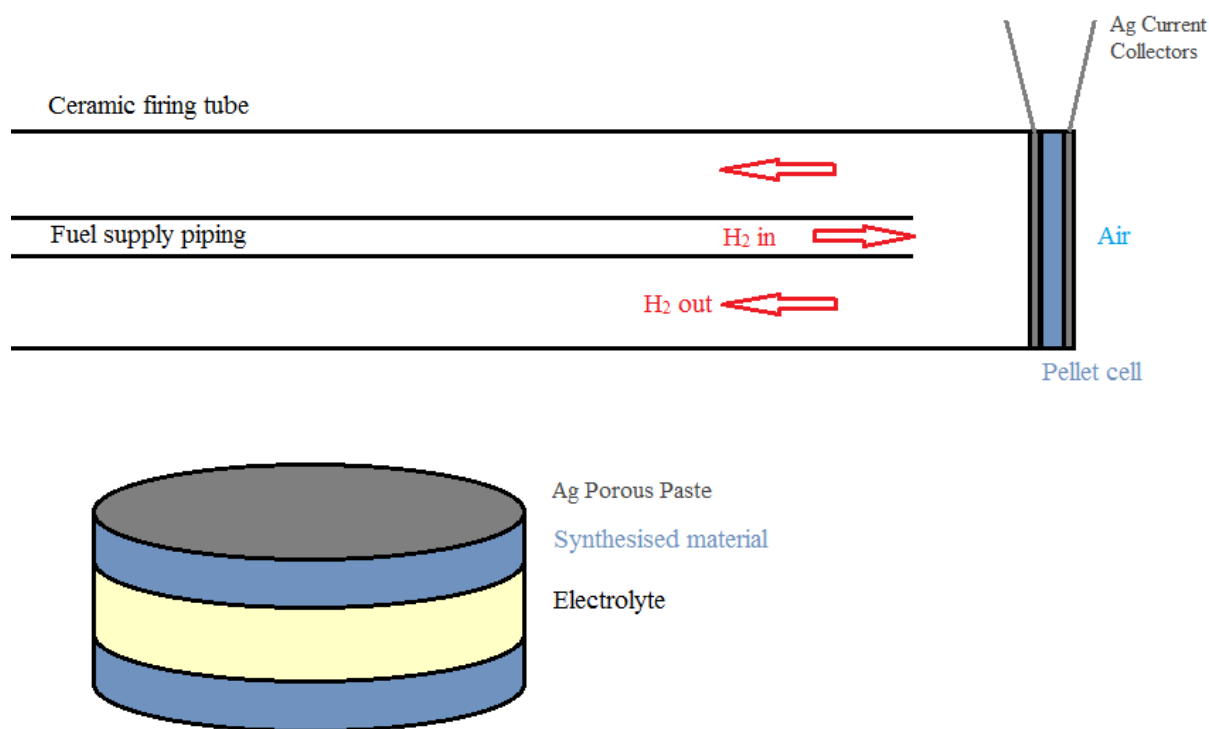 Ag Current
Collectors
Ceramic firing tube
Fuel supply piping
H₂ in
Air
H₂ out
Pellet cell
Ag Porous Paste
Synthesised material
Electrolyte